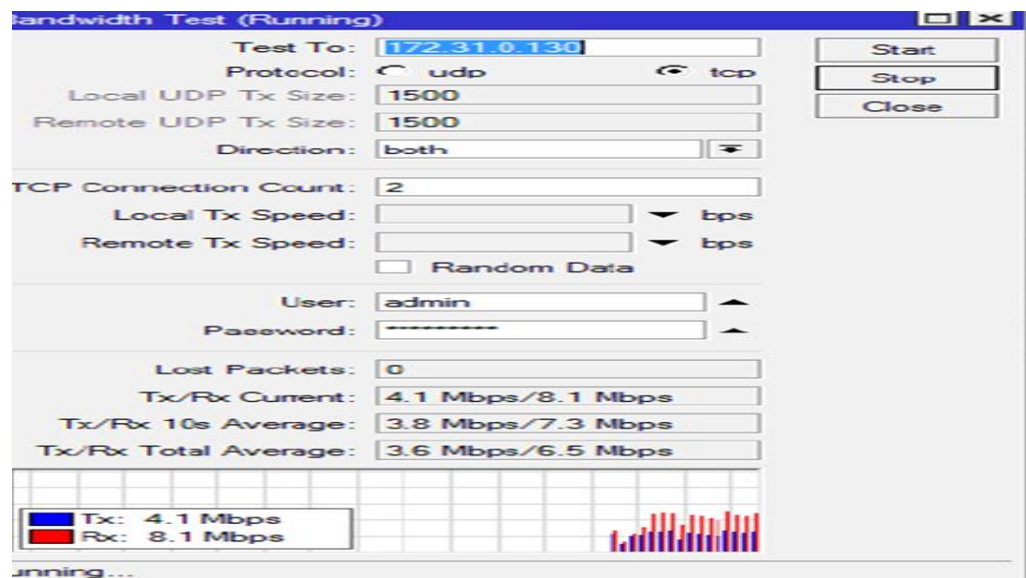 Bandwidth Test (Running)
Test To: 172.31.0.130 Start
Protocol: udp tcp Stop
Local UDP Tx Size: 1500 Close
Remote UDP Tx Size: 1500
Direction: both
TCP Connection Count: 2
Local Tx Speed: bps
Remote Tx Speed: bps
Random Data
User: admin
Password: *********
Lost Packets: 0
Tx/Rx Current: 4.1 Mbps/8.1 Mbps
Tx/Rx 10s Average: 3.8 Mbps/7.3 Mbps
Tx/Rx Total Average: 3.6 Mbps/6.5 Mbps
Tx: 4.1 Mbps
Rx: 8.1 Mbps
unning...